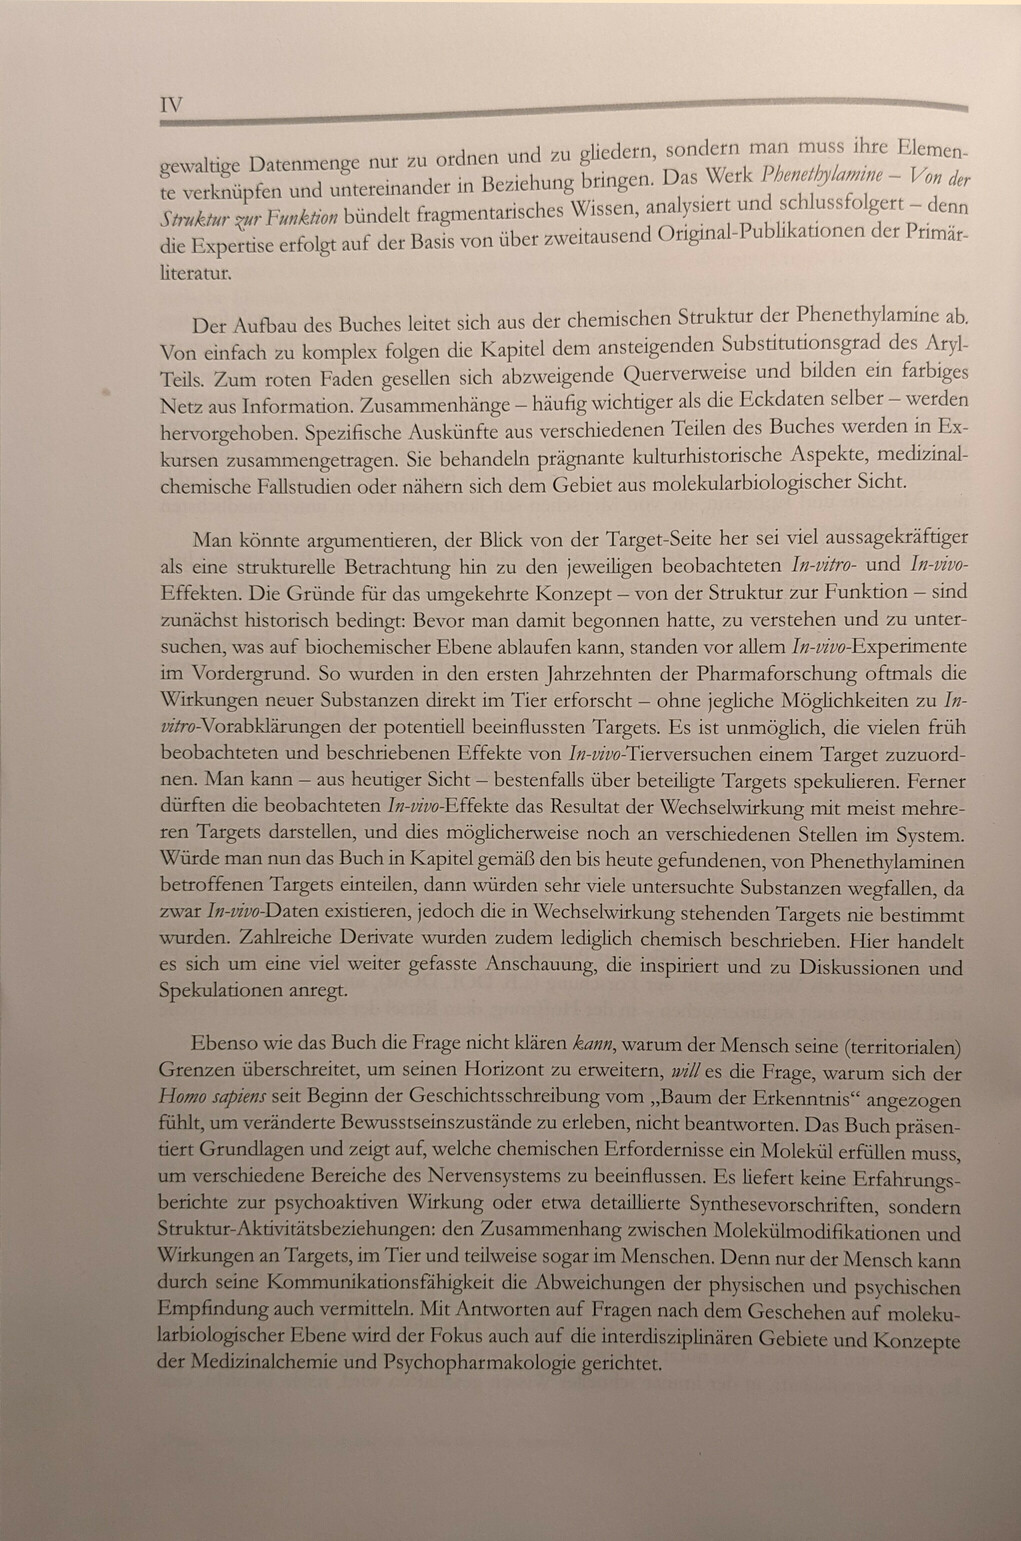 IV
gewaltige Datenmenge nur zu ordnen und zu gliedern, sondern man muss ihre Elemen-
te verknüpfen und untereinander in Beziehung bringen. Das Werk Phenethylamine – Von der
Struktur zur Funktion bündelt fragmentarisches Wissen, analysiert und schlussfolgert – denn
die Expertise erfolgt auf der Basis von über zweitausend Original-Publikationen der Primär-
literatur.
Der Aufbau des Buches leitet sich aus der chemischen Struktur der Phenethylamine ab.
Von einfach zu komplex folgen die Kapitel dem ansteigenden Substitutionsgrad des Aryl-
Teils. Zum roten Faden gesellen sich abzweigende Querverweise und bilden ein farbiges
Netz aus Information. Zusammenhänge – häufig wichtiger als die Eckdaten selber – werden
hervorgehoben. Spezifische Auskünfte aus verschiedenen Teilen des Buches werden in Ex-
kursen zusammengetragen. Sie behandeln prägnante kulturhistorische Aspekte, medizinal-
chemische Fallstudien oder nähern sich dem Gebiet aus molekularbiologischer Sicht.
Man könnte argumentieren, der Blick von der Target-Seite her sei viel aussagekräftiger
als eine strukturelle Betrachtung hin zu den jeweiligen beobachteten In-vitro- und In-vivo-
Effekten. Die Gründe für das umgekehrte Konzept – von der Struktur zur Funktion – sind
zunächst historisch bedingt: Bevor man damit begonnen hatte, zu verstehen und zu unter-
suchen, was auf biochemischer Ebene ablaufen kann, standen vor allem In-vivo-Experimente
im Vordergrund. So wurden in den ersten Jahrzehnten der Pharmaforschung oftmals die
Wirkungen neuer Substanzen direkt im Tier erforscht – ohne jegliche Möglichkeiten zu In-
vitro-Vorabklärungen der potentiell beeinflussten Targets. Es ist unmöglich, die vielen früh
beobachteten und beschriebenen Effekte von In-vivo-Tierversuchen einem Target zuzuord-
nen. Man kann – aus heutiger Sicht – bestenfalls über beteiligte Targets spekulieren. Ferner
dürften die beobachteten In-vivo-Effekte das Resultat der Wechselwirkung mit meist mehre-
ren Targets darstellen, und dies möglicherweise noch an verschiedenen Stellen im System.
Würde man nun das Buch in Kapitel gemäß den bis heute gefundenen, von Phenethylaminen
betroffenen Targets einteilen, dann würden sehr viele untersuchte Substanzen wegfallen, da
zwar In-vivo-Daten existieren, jedoch die in Wechselwirkung stehenden Targets nie bestimmt
wurden. Zahlreiche Derivate wurden zudem lediglich chemisch beschrieben. Hier handelt
es sich um eine viel weiter gefasste Anschauung, die inspiriert und zu Diskussionen und
Spekulationen anregt.
Ebenso wie das Buch die Frage nicht klären kann, warum der Mensch seine (territorialen)
Grenzen überschreitet, um seinen Horizont zu erweitern, will es die Frage, warum sich der
Homo sapiens seit Beginn der Geschichtsschreibung vom „Baum der Erkenntnis“ angezogen
fühlt, um veränderte Bewusstseinszustände zu erleben, nicht beantworten. Das Buch präsen-
tiert Grundlagen und zeigt auf, welche chemischen Erfordernisse ein Molekül erfüllen muss,
um verschiedene Bereiche des Nervensystems zu beeinflussen. Es liefert keine Erfahrungs-
berichte zur psychoaktiven Wirkung oder etwa detaillierte Synthesevorschriften, sondern
Struktur-Aktivitätsbeziehungen: den Zusammenhang zwischen Molekülmodifikationen und
Wirkungen an Targets, im Tier und teilweise sogar im Menschen. Denn nur der Mensch kann
durch seine Kommunikationsfähigkeit die Abweichungen der physischen und psychischen
Empfindung auch vermitteln. Mit Antworten auf Fragen nach dem Geschehen auf moleku-
larbiologischer Ebene wird der Fokus auch auf die interdisziplinären Gebiete und Konzepte
der Medizinalchemie und Psychopharmakologie gerichtet.